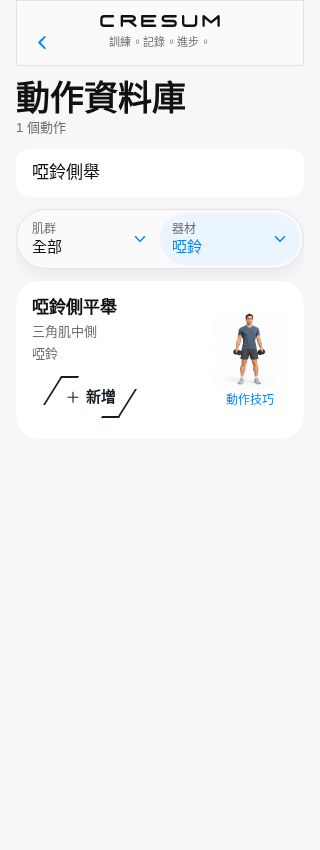 CRESUM
訓練。記錄。進步。
動作資料庫
1 個動作
啞鈴側舉
肌群
全部
器材
啞鈴
啞鈴側平舉
三角肌中側
啞鈴
+ 新增
動作技巧